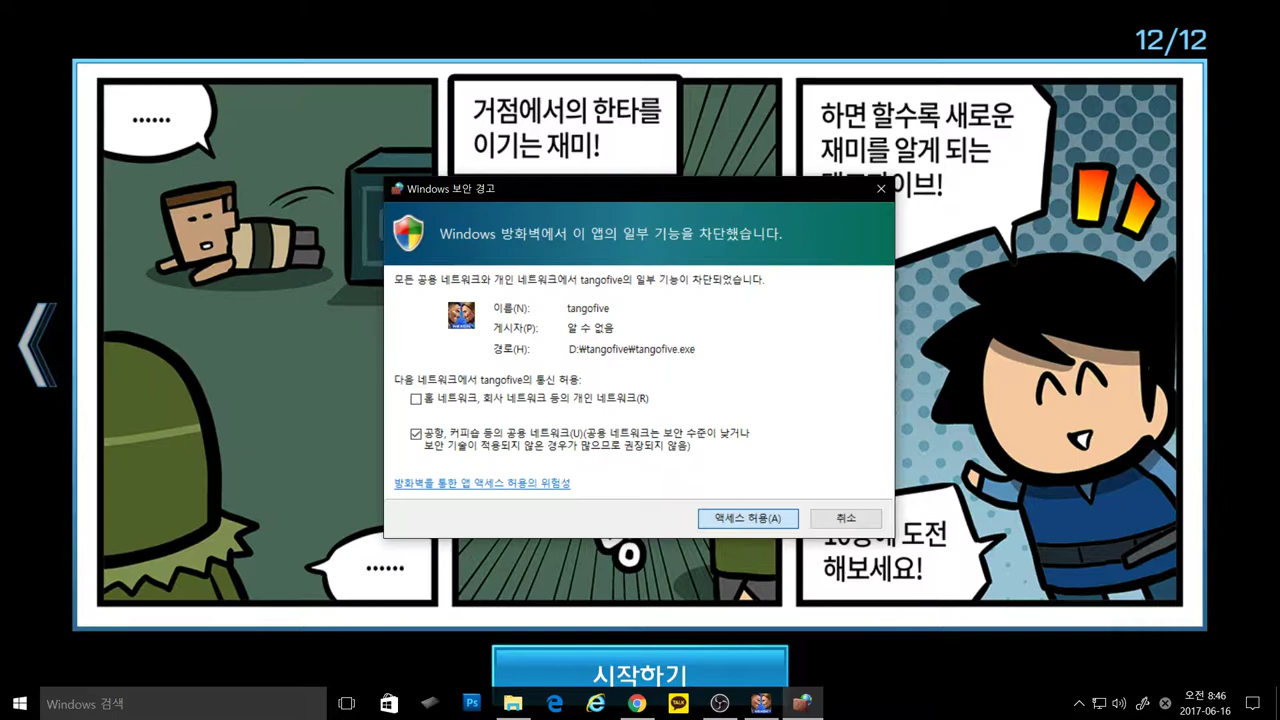 12/12
......
거점에서의 한타를
이기는 재미!
하면 할수록 새로운
재미를 알게 되는
이브!
Windows 보안 경고
Windows 방화벽에서 이 앱의 일부 기능을 차단했습니다.
모든 공용 네트워크와 개인 네트워크에서 tangofive의 일부 기능이 차단되었습니다.
이름(N): tangofive
게시자(P): 알 수 없음
경로(H): D:₩tangofive₩tangofive.exe
다음 네트워크에서 tangofive의 통신 허용:
홈 네트워크, 회사 네트워크 등의 개인 네트워크(R)
공항, 커피숍 등의 공용 네트워크(U)(공용 네트워크는 보안 수준이 낮거나
보안 기술이 적용되지 않은 경우가 많으므로 권장되지 않음)
방화벽을 통한 앱 액세스 허용의 위험성
액세스 허용(A)
취소
도전
해보세요!
......
시작하기
Windows 검색
Ps
TALK
오전 8:46
2017-06-16